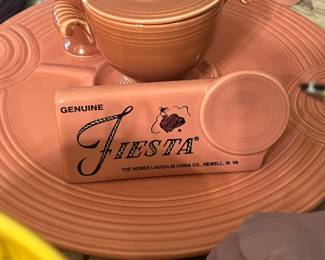 GENUINE
FIESTA®
THE HOMER LAUGHLIN CHINA CO., NEWELL, W. VA